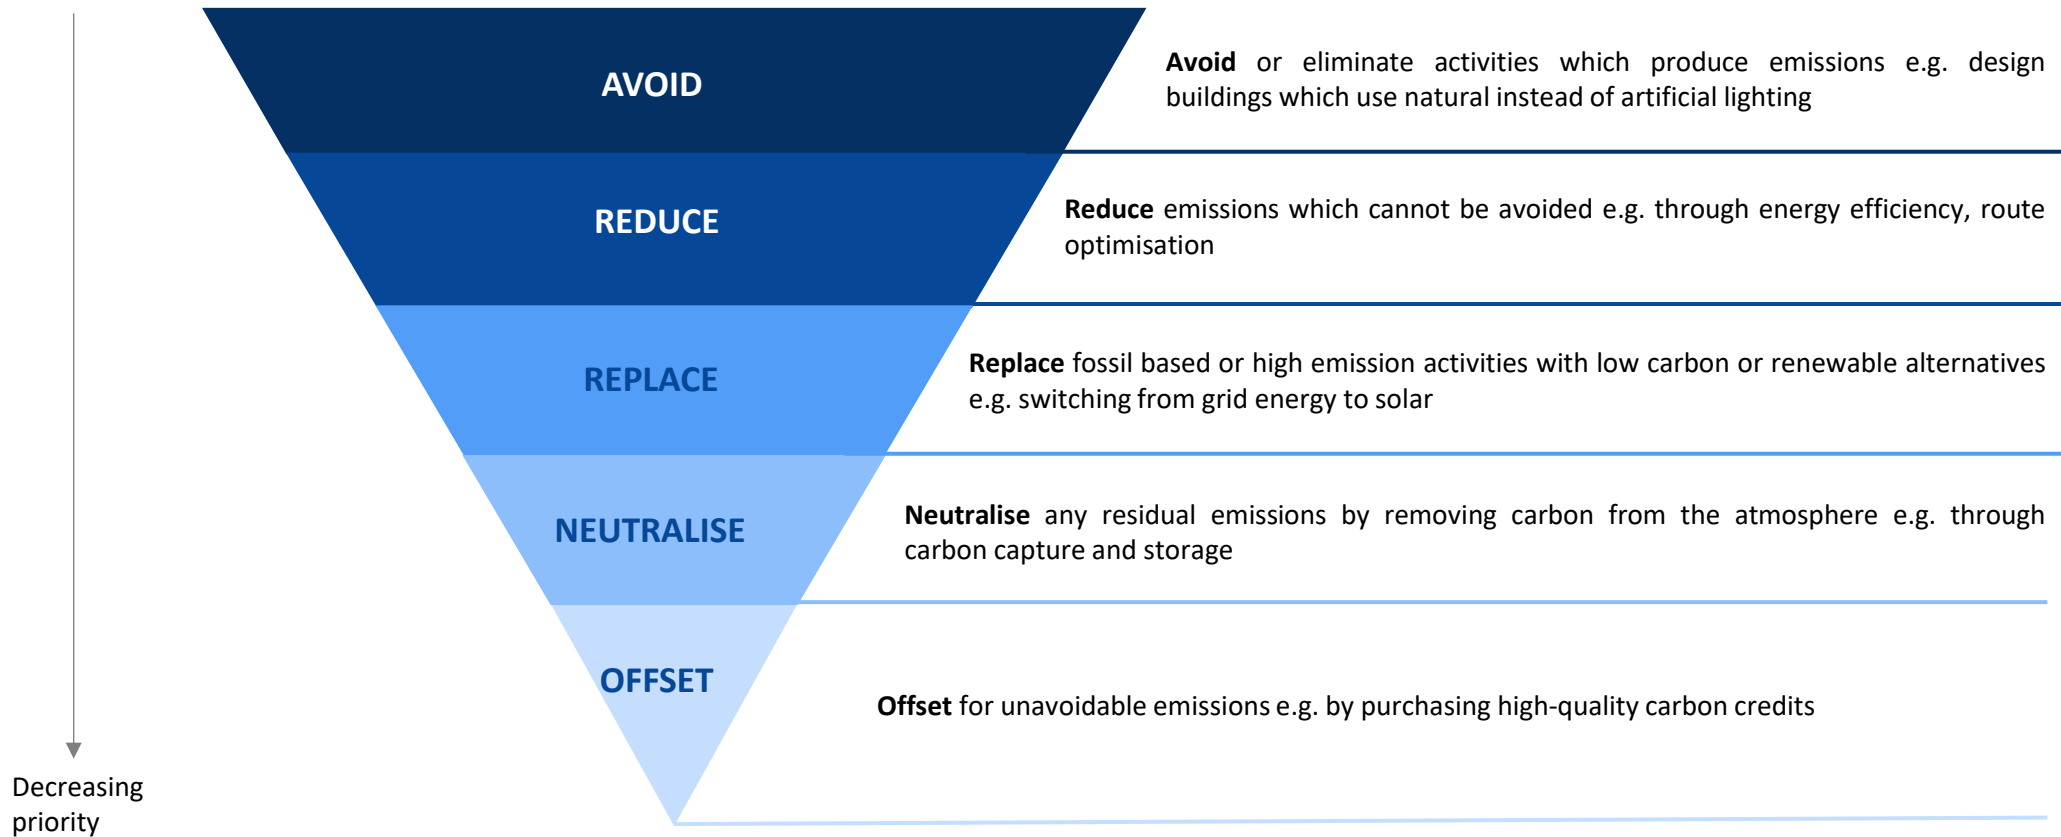 AVOID
Avoid or eliminate activities which produce emissions e.g. design
buildings which use natural instead of artificial lighting
REDUCE
Reduce emissions which cannot be avoided e.g. through energy efficiency, route
optimisation
REPLACE
Replace fossil based or high emission activities with low carbon or renewable alternatives
e.g. switching from grid energy to solar
NEUTRALISE
Neutralise any residual emissions by removing carbon from the atmosphere e.g. through
carbon capture and storage
OFFSET
Offset for unavoidable emissions e.g. by purchasing high-quality carbon credits
Decreasing
priority